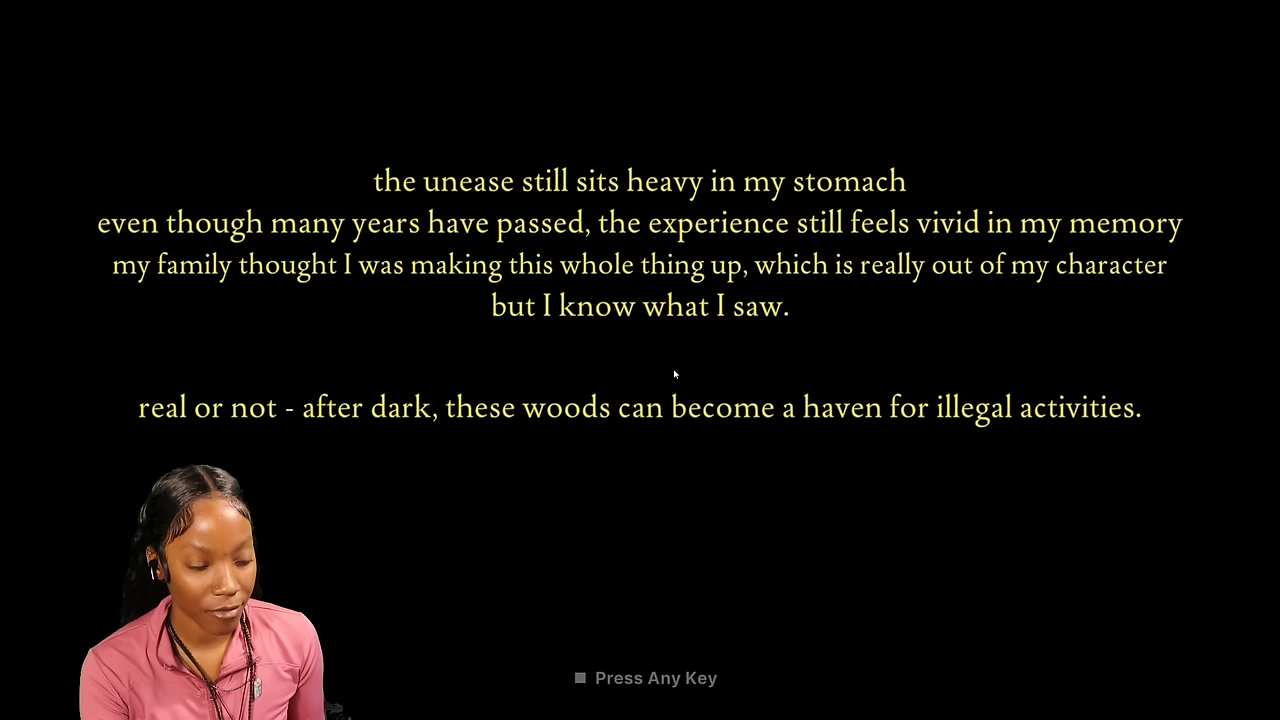 the unease still sits heavy in my stomach
even though many years have passed, the experience still feels vivid in my memory
my family thought I was making this whole thing up, which is really out of my character
but I know what I saw.
real or not - after dark, these woods can become a haven for illegal activities.
Press Any Key